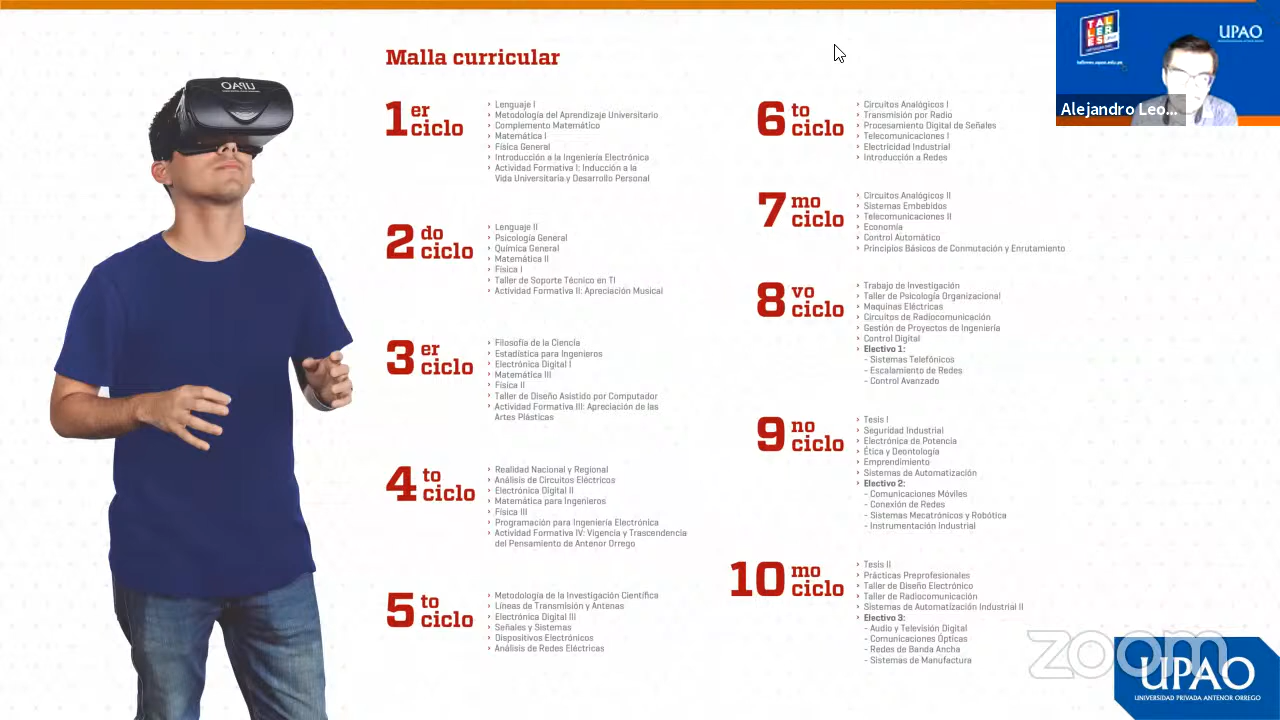 Malla curricular
1er ciclo
› Lenguaje I
› Metodología del Aprendizaje Universitario
› Complemento Matemático
› Matemática I
› Física General
› Introducción a la Ingeniería Electrónica
› Actividad Formativa I: Inducción a la
Vida Universitaria y Desarrollo Personal
2do ciclo
› Lenguaje II
› Psicología General
› Química General
› Matemática II
› Física I
› Taller de Soporte Técnico en TI
› Actividad Formativa II: Apreciación Musical
3er ciclo
› Filosofía de la Ciencia
› Estadística para Ingenieros
› Electrónica Digital I
› Matemática III
› Física II
› Taller de Diseño Asistido por Computador
› Actividad Formativa III: Apreciación de las
Artes Plásticas
4to ciclo
› Realidad Nacional y Regional
› Análisis de Circuitos Eléctricos
› Electrónica Digital II
› Matemática para Ingenieros
› Física III
› Programación para Ingeniería Electrónica
› Actividad Formativa IV: Vigencia y Trascendencia
del Pensamiento de Antenor Orrego
5to ciclo
› Metodología de la Investigación Científica
› Líneas de Transmisión y Antenas
› Electrónica Digital III
› Señales y Sistemas
› Dispositivos Electrónicos
› Análisis de Redes Eléctricas
6to ciclo
› Circuitos Analógicos I
› Transmisión por Radio
› Procesamiento Digital de Señales
› Telecomunicaciones I
› Electricidad Industrial
› Introducción a Redes
7mo ciclo
› Circuitos Analógicos II
› Sistemas Embebidos
› Telecomunicaciones II
› Economía
› Control Automático
› Principios Básicos de Conmutación y Enrutamiento
8vo ciclo
› Trabajo de Investigación
› Taller de Psicología Organizacional
› Maquinas Eléctricas
› Circuitos de Radiocomunicación
› Gestión de Proyectos de Ingeniería
› Control Digital
› Electivo 1:
- Sistemas Telefónicos
- Escalamiento de Redes
- Control Avanzado
9no ciclo
› Tesis I
› Seguridad Industrial
› Electrónica de Potencia
› Ética y Deontología
› Emprendimiento
› Sistemas de Automatización
› Electivo 2:
- Comunicaciones Móviles
- Conexión de Redes
- Sistemas Mecatrónicos y Robótica
- Instrumentación Industrial
10mo ciclo
› Tesis II
› Prácticas Preprofesionales
› Taller de Diseño Electrónico
› Taller de Radiocomunicación
› Sistemas de Automatización Industrial II
› Electivo 3:
- Audio y Televisión Digital
- Comunicaciones Ópticas
- Redes de Banda Ancha
- Sistemas de Manufactura
UPAO
TALLERES
UPAO
Alejandro Leo...
zoom
UPAO
UNIVERSIDAD PRIVADA ANTENOR ORREGO